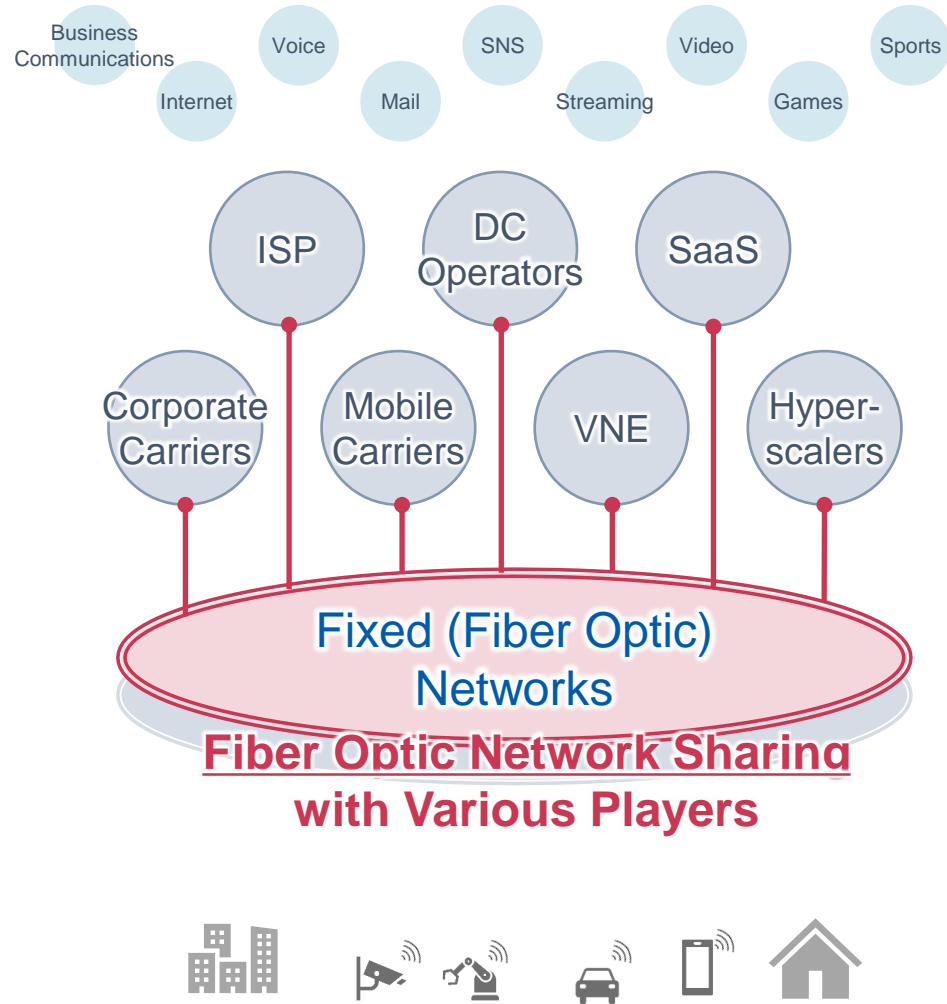 Business
Communications
Voice
SNS
Video
Sports
Internet
Mail
Streaming
Games
ISP
DC
Operators
SaaS
Corporate
Carriers
Mobile
Carriers
VNE
Hyper-
scalers
Fixed (Fiber Optic)
Networks
Fiber Optic Network Sharing
with Various Players